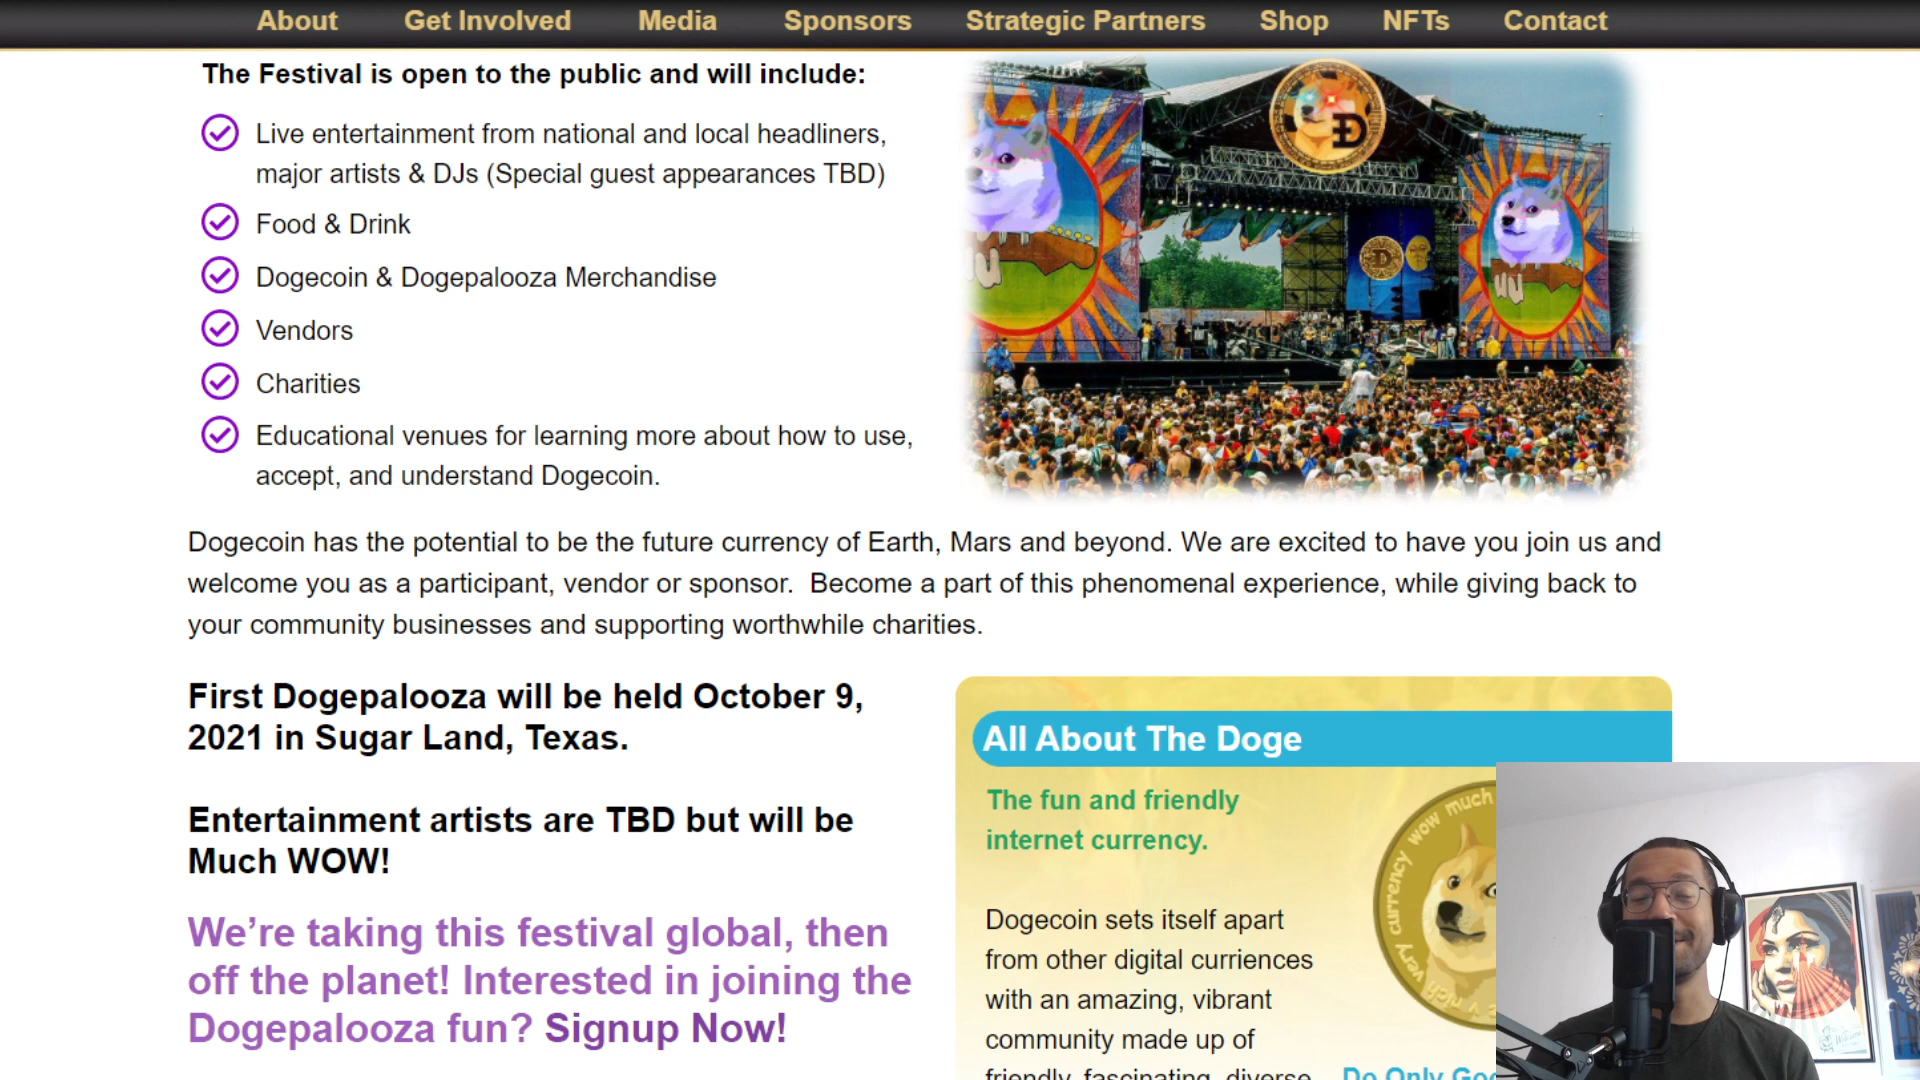 About Get Involved Media Sponsors Strategic Partners Shop NFTs Contact
The Festival is open to the public and will include:
Live entertainment from national and local headliners,
major artists & DJs (Special guest appearances TBD)
Food & Drink
Dogecoin & Dogepalooza Merchandise
Vendors
Charities
Educational venues for learning more about how to use,
accept, and understand Dogecoin.
Dogecoin has the potential to be the future currency of Earth, Mars and beyond. We are excited to have you join us and
welcome you as a participant, vendor or sponsor. Become a part of this phenomenal experience, while giving back to
your community businesses and supporting worthwhile charities.
First Dogepalooza will be held October 9,
2021 in Sugar Land, Texas.
Entertainment artists are TBD but will be
Much WOW!
We’re taking this festival global, then
off the planet! Interested in joining the
Dogepalooza fun? Signup Now!
All About The Doge
The fun and friendly
internet currency.
very currency wow much
v rich
Dogecoin sets itself apart
from other digital curriences
with an amazing, vibrant
community made up of
friendly, fascinating, diverse
Do Only